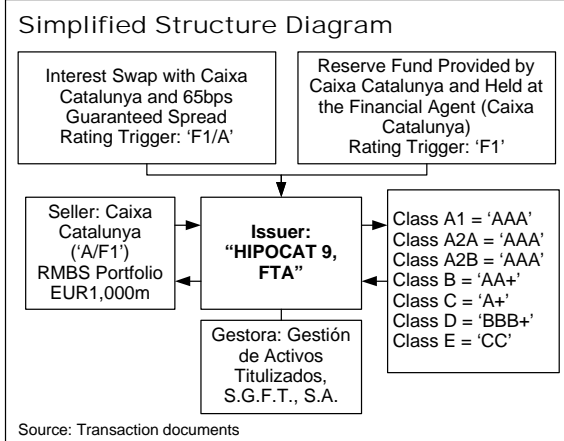 Simplified Structure Diagram
Interest Swap with Caixa
Catalunya and 65bps
Guaranteed Spread
Rating Trigger: ‘F1/A’
Reserve Fund Provided by
Caixa Catalunya and Held at
the Financial Agent (Caixa
Catalunya)
Rating Trigger: ‘F1’
Seller: Caixa
Catalunya
(‘A/F1’)
RMBS Portfolio
EUR1,000m
Issuer:
“HIPOCAT 9,
FTA”
Class A1 = ‘AAA’
Class A2A = ‘AAA’
Class A2B = ‘AAA’
Class B = ‘AA+’
Class C = ‘A+’
Class D = ‘BBB+’
Class E = ‘CC’
Gestora: Gestión
de Activos
Titulizados,
S.G.F.T., S.A.
Source: Transaction documents